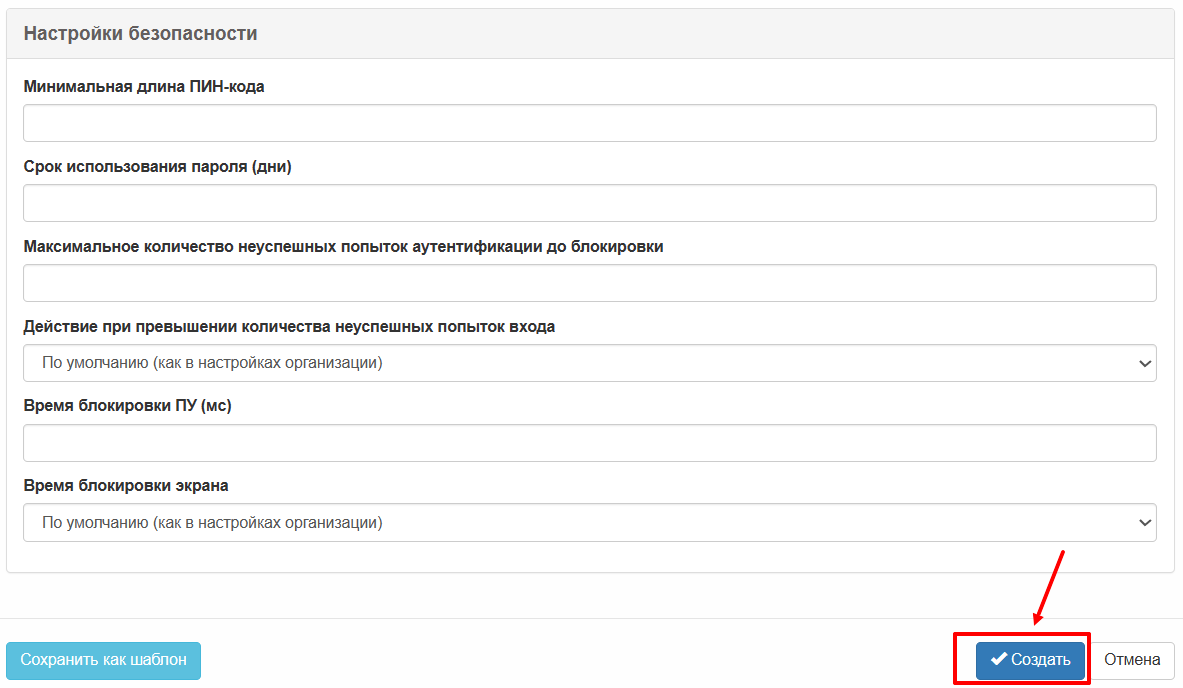 Настройки безопасности
Минимальная длина ПИН-кода
Срок использования пароля (дни)
Максимальное количество неуспешных попыток аутентификации до блокировки
Действие при превышении количества неуспешных попыток входа
По умолчанию (как в настройках организации)
Время блокировки ПУ (мс)
Время блокировки экрана
По умолчанию (как в настройках организации)
Сохранить как шаблон
Создать
Отмена